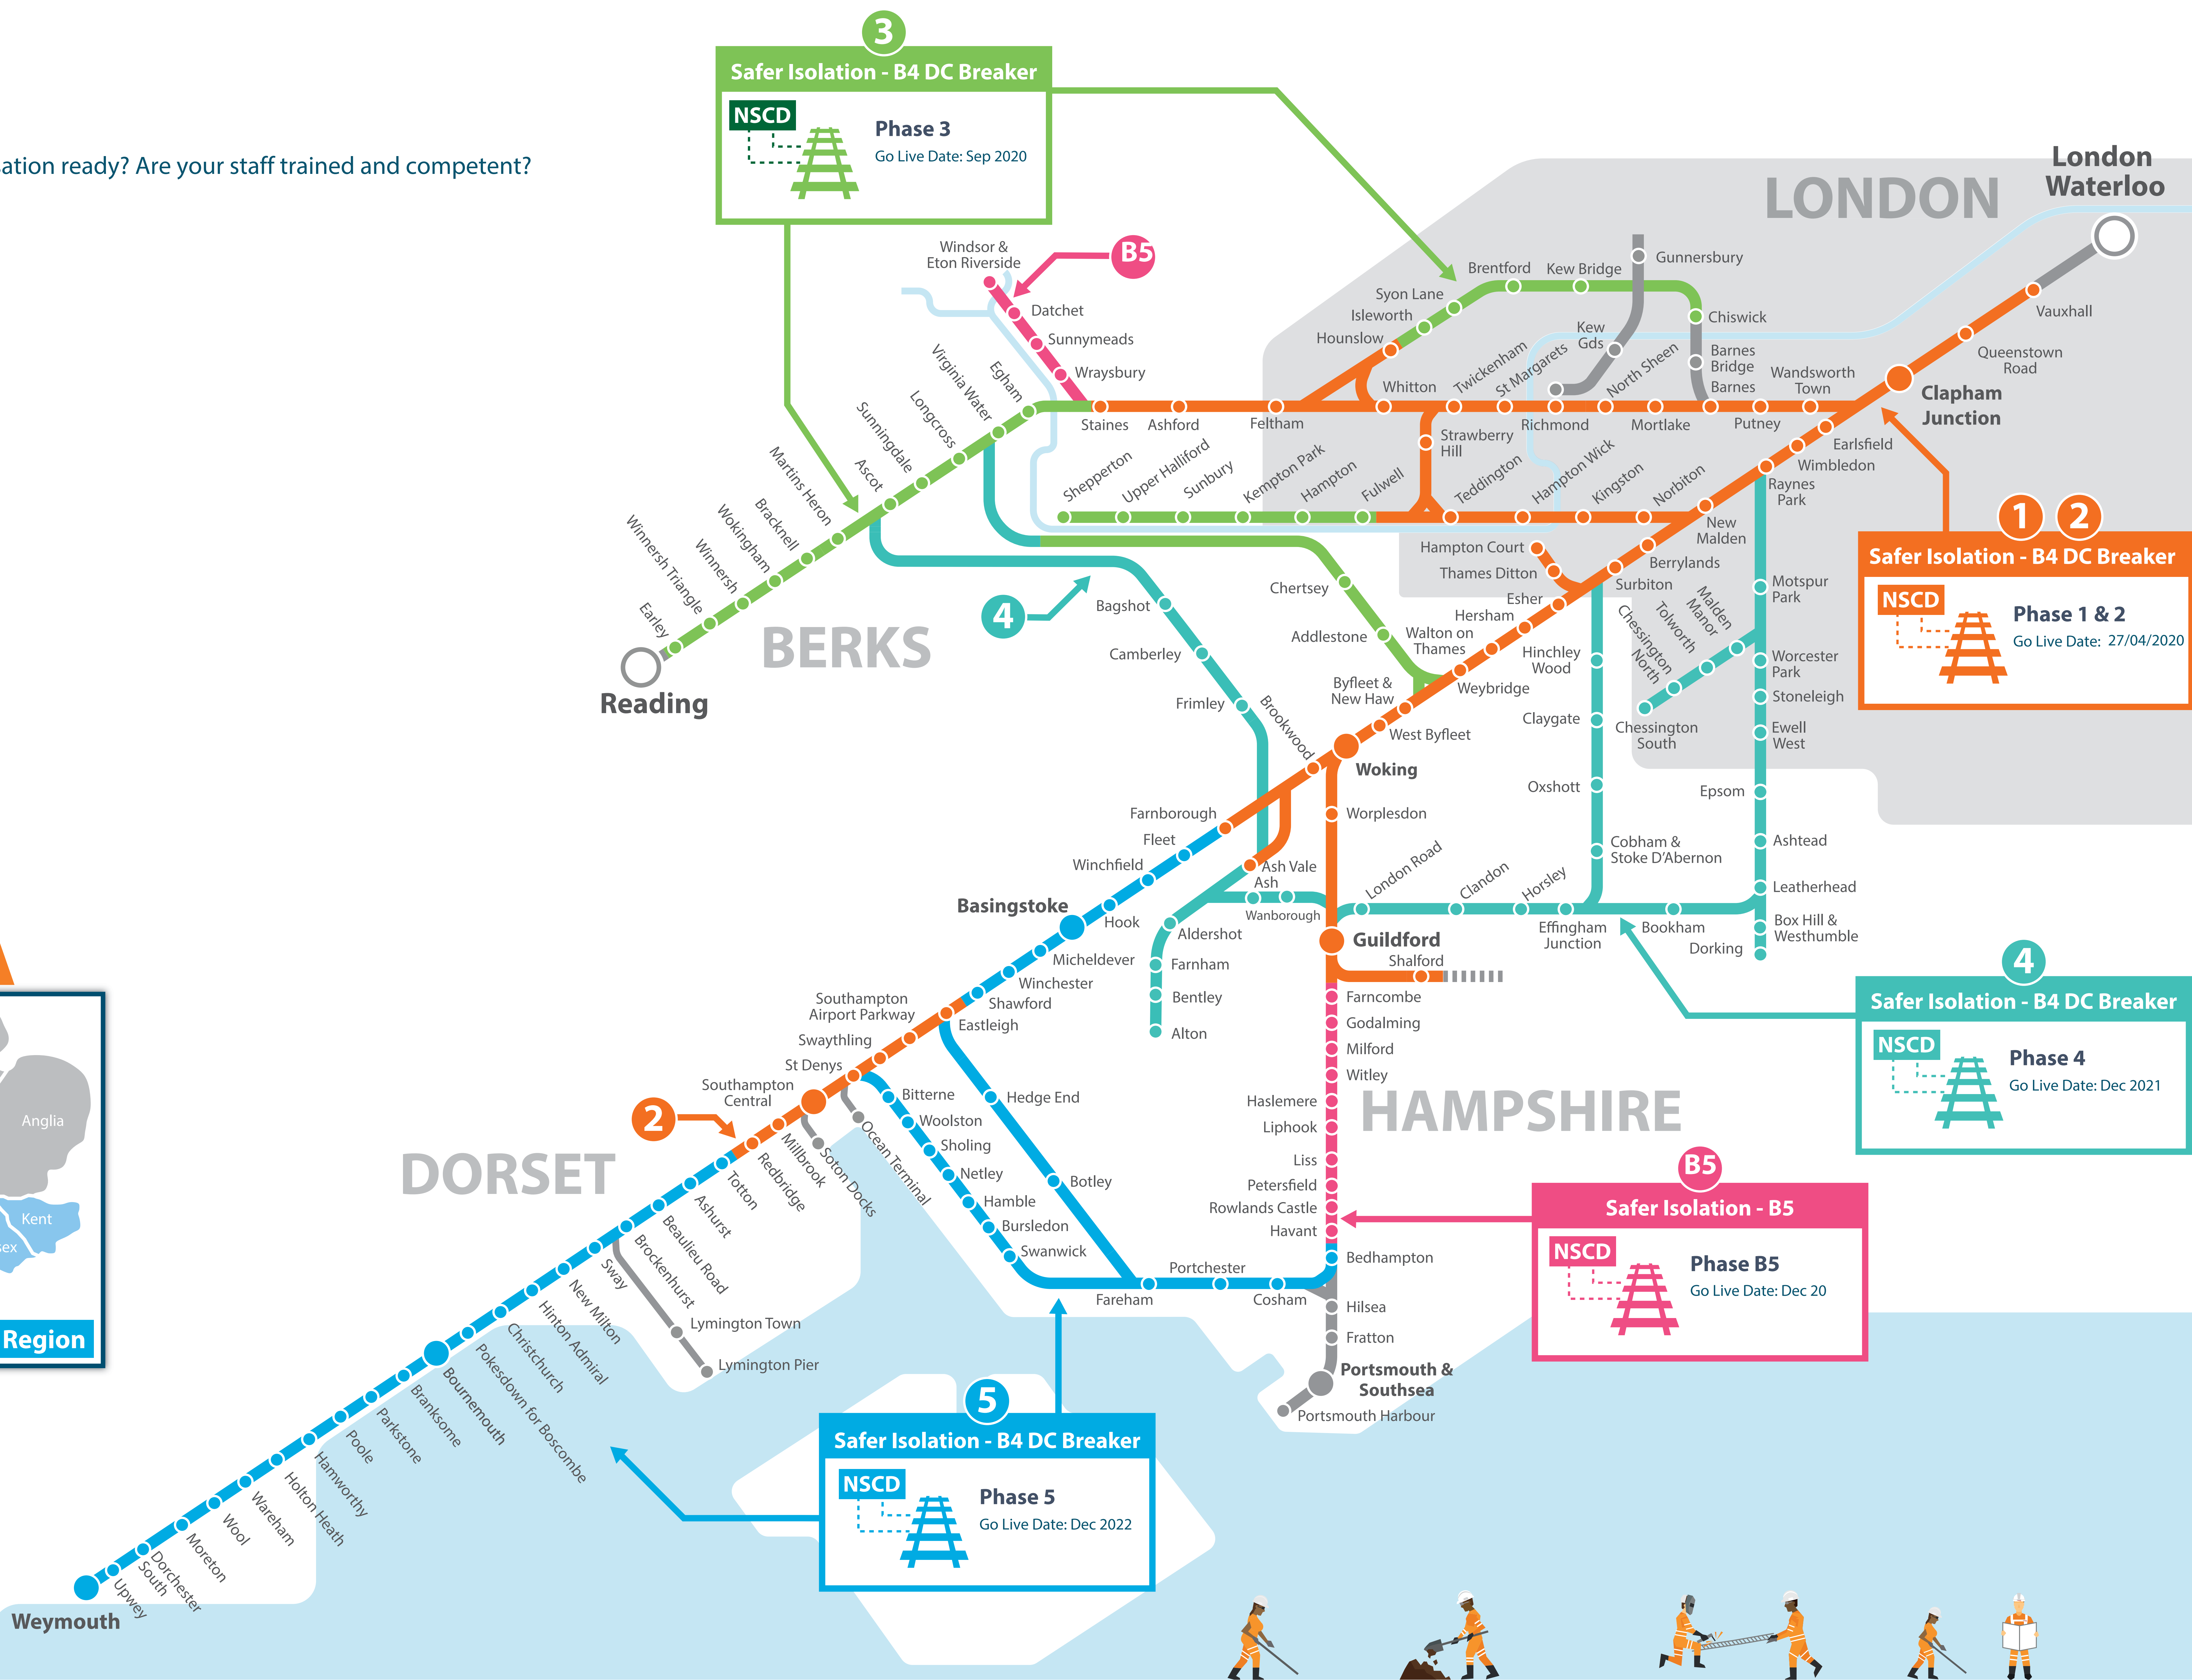 3
Safer Isolation - B4 DC Breaker
NSCD
Phase 3
Go Live Date: Sep 2020
ation ready? Are your staff trained and competent?
LONDON
London
Waterloo
Windsor &
Eton Riverside
B5
Datchet
Sunnymeads
Wraysbury
Brentford
Kew Bridge
Gunnersbury
Syon Lane
Isleworth
Hounslow
Chiswick
Kew
Gds
Barnes
Bridge
Barnes
Vauxhall
Queenstown
Road
Clapham
Junction
Wandsworth
Town
Whitton
Twickenham
St Margarets
North Sheen
Egham
Virginia Water
Longcross
Sunningdale
Ascot
Martins Heron
Bracknell
Wokingham
Winnersh
Winnersh Triangle
Earley
Reading
BERKS
Staines
Ashford
Feltham
Richmond
Mortlake
Putney
Earlsfield
Wimbledon
Raynes
Park
Strawberry
Hill
Shepperton
Upper Halliford
Sunbury
Kempton Park
Hampton
Fulwell
Teddington
Hampton Wick
Kingston
Norbiton
New
Malden
Berrylands
Surbiton
Hampton Court
Thames Ditton
Esher
Hersham
Walton on
Thames
Weybridge
Byfleet &
New Haw
West Byfleet
Woking
Chertsey
Addlestone
4
Bagshot
Camberley
Frimley
Brookwood
Motspur
Park
Malden
Manor
Tolworth
Chessington
North
Chessington
South
Worcester
Park
Stoneleigh
Ewell
West
Epsom
Ashtead
Leatherhead
Box Hill &
Westhumble
Dorking
Hinchley
Wood
Claygate
Oxshott
Cobham &
Stoke D'Abernon
1
2
Safer Isolation - B4 DC Breaker
NSCD
Phase 1 & 2
Go Live Date: 27/04/2020
Worplesdon
London Road
Clandon
Horsley
Effingham
Junction
Bookham
Guildford
Shalford
Farnborough
Fleet
Winchfield
Hook
Basingstoke
Micheldever
Winchester
Shawford
Eastleigh
Ash Vale
Ash
Wanborough
Aldershot
Farnham
Bentley
Alton
Farncombe
Godalming
Milford
Witley
Haslemere
Liphook
Liss
Petersfield
Rowlands Castle
Havant
Bedhampton
Hilsea
Fratton
Portsmouth &
Southsea
Portsmouth Harbour
HAMPSHIRE
4
Safer Isolation - B4 DC Breaker
NSCD
Phase 4
Go Live Date: Dec 2021
B5
Safer Isolation - B5
NSCD
Phase B5
Go Live Date: Dec 20
Southampton
Airport Parkway
Swaythling
St Denys
Southampton
Central
2
DORSET
Bitterne
Woolston
Sholing
Netley
Hamble
Bursledon
Swanwick
Hedge End
Botley
Fareham
Portchester
Cosham
Ocean Terminal
Soton Docks
Millbrook
Redbridge
Totton
Ashurst
Beaulieu Road
Brockenhurst
Sway
Lymington Town
Lymington Pier
New Milton
Hinton Admiral
Christchurch
Pokesdown for Boscombe
Bournemouth
Branksome
Parkstone
Poole
Hamworthy
Holton Heath
Wareham
Wool
Moreton
Dorchester
South
Upwey
Weymouth
5
Safer Isolation - B4 DC Breaker
NSCD
Phase 5
Go Live Date: Dec 2022
Anglia
Kent
sex
Region